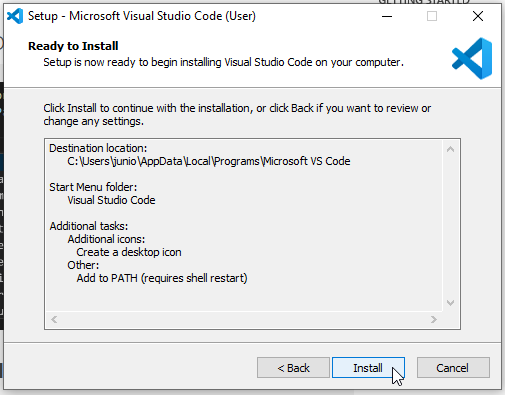 GETTING STARTED
Setup - Microsoft Visual Studio Code (User)
Ready to Install
Setup is now ready to begin installing Visual Studio Code on your computer.
Click Install to continue with the installation, or click Back if you want to review or
change any settings.
Destination location:
C:\Users\junio\AppData\Local\Programs\Microsoft VS Code
Start Menu folder:
Visual Studio Code
Additional tasks:
Additional icons:
Create a desktop icon
Other:
Add to PATH (requires shell restart)
< Back
Install
Cancel